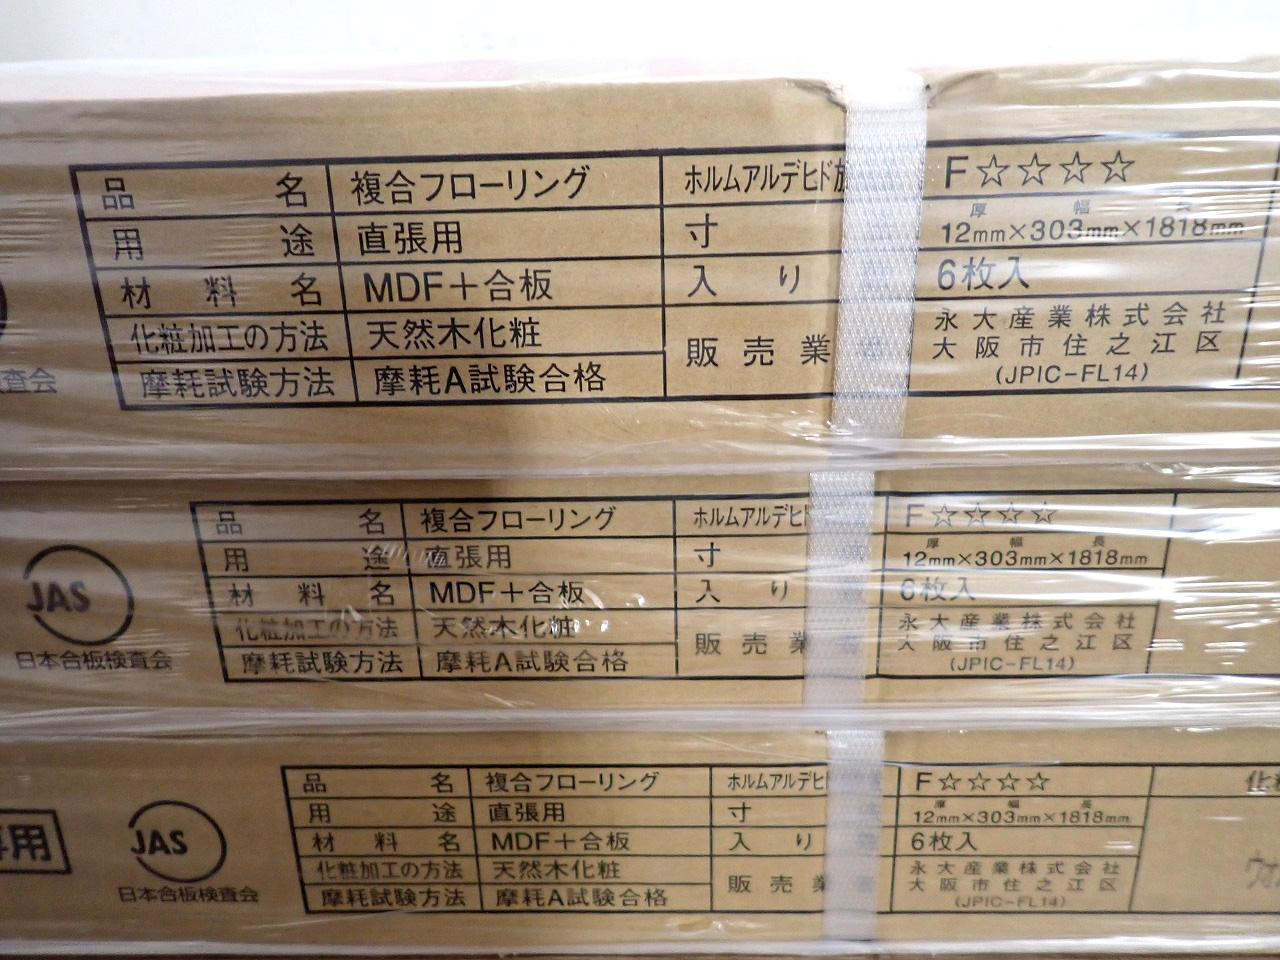 品名 複合フローリング ホルムアルデヒド放 F☆☆☆☆
用途 直張用 寸 厚 幅 長 12mm×303mm×1818mm
材料名 MDF+合板 入り 6枚入
化粧加工の方法 天然木化粧 販売業 永大産業株式会社
大阪市住之江区
摩耗試験方法 摩耗A試験合格 (JPIC-FL14)
査会
品名 複合フローリング ホルムアルデヒ F☆☆☆☆
用途 直張用 寸 厚 幅 長 12mm×303mm×1818mm
JAS 材料名 MDF+合板 入り 6枚入
化粧加工の方法 天然木化粧 販売業者 永大産業株式会社
大阪市住之江区
日本合板検査会 摩耗試験方法 摩耗A試験合格 (JPIC-FL14)
品名 複合フローリング ホルムアルデヒド F☆☆☆☆
用途 直張用 寸 厚 幅 長 12mm×303mm×1818mm
専用 JAS 材料名 MDF+合板 入り 6枚入
化粧加工の方法 天然木化粧 販売業者 永大産業株式会社
大阪市住之江区
日本合板検査会 摩耗試験方法 摩耗A試験合格 (JPIC-FL14)